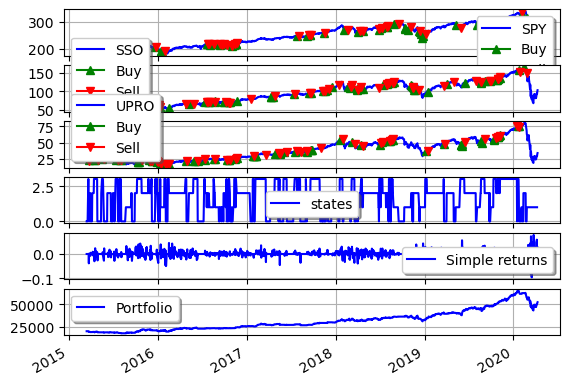 300
200
SPY
Buy
SSO
Buy
Sell
150
100
50
UPRO
Buy
Sell
75
50
25
2.5
0.0
states
0.0
−0.1
Simple returns
50000
25000
Portfolio
2015
2016
2017
2018
2019
2020